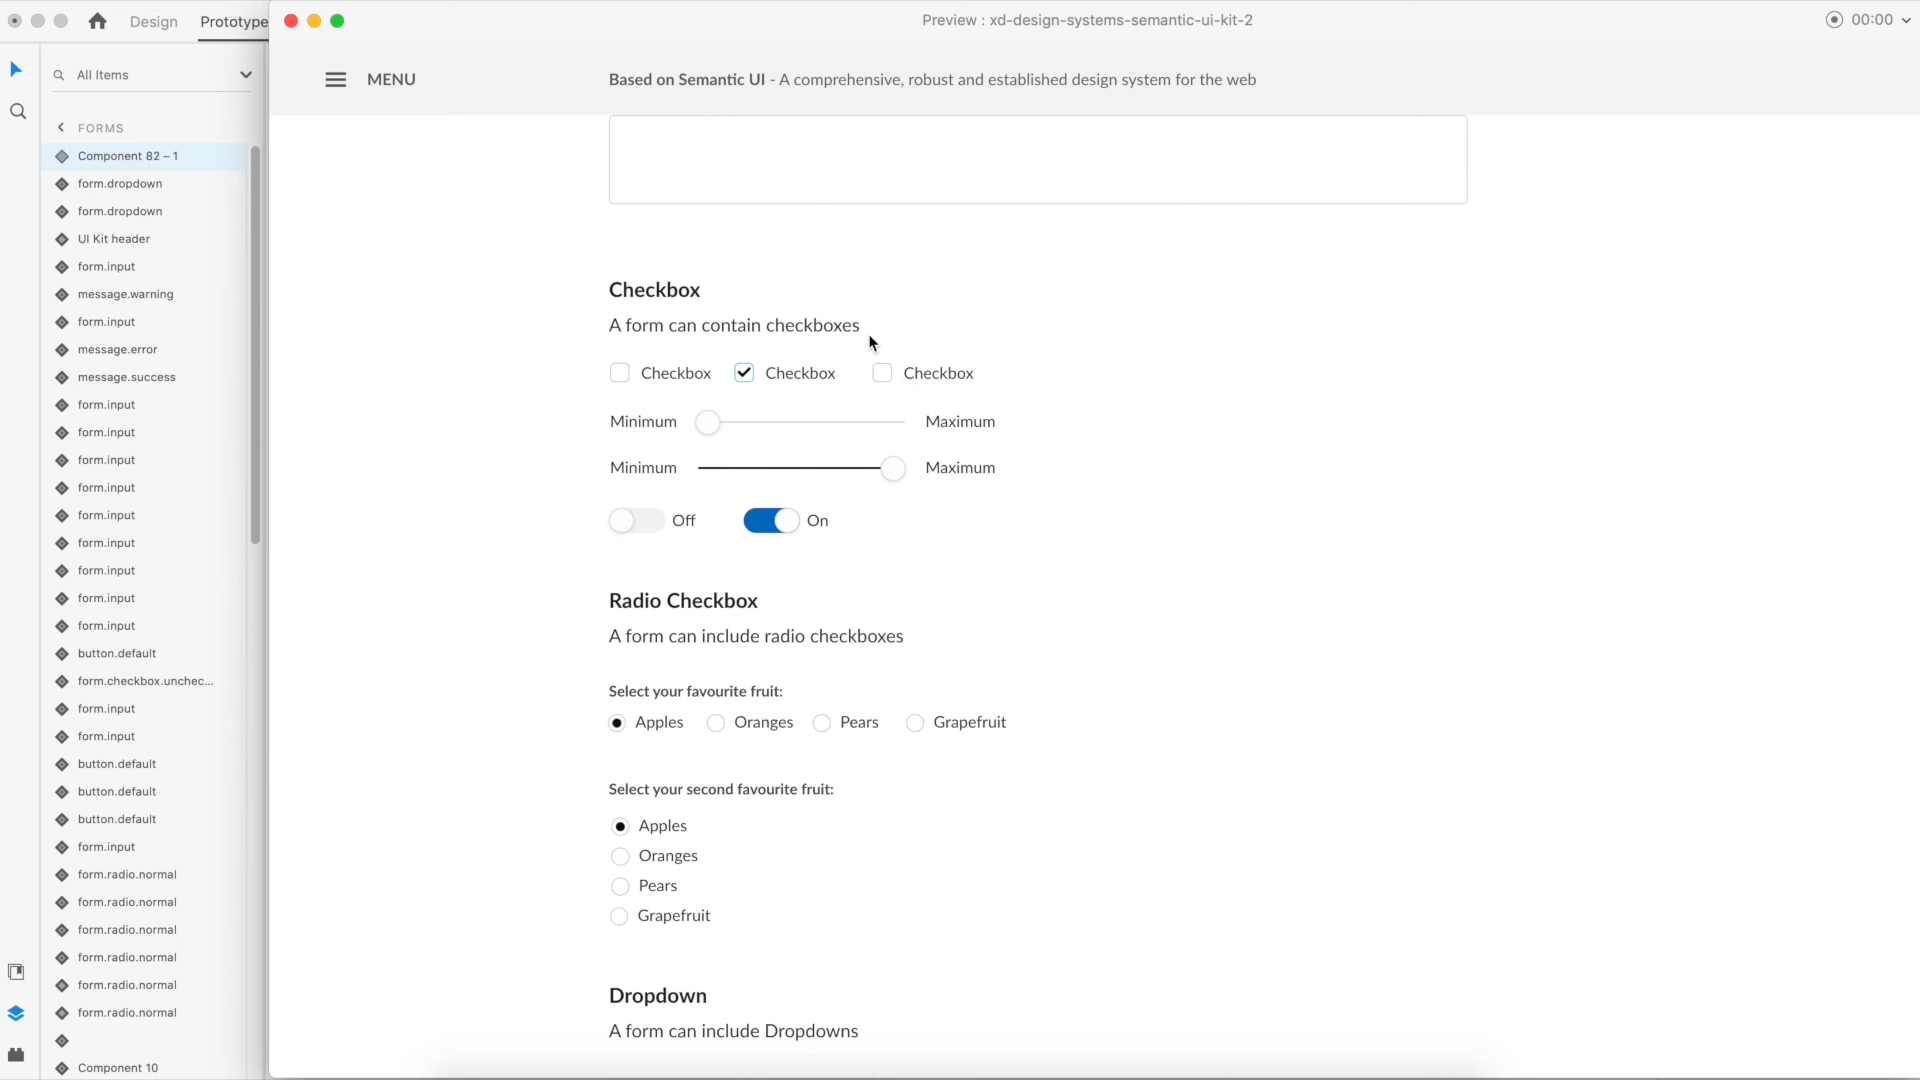 Design Prototype
Preview : xd-design-systems-semantic-ui-kit-2
00:00
All Items
FORMS
Component 82 – 1
form.dropdown
form.dropdown
UI Kit header
form.input
message.warning
form.input
message.error
message.success
form.input
form.input
form.input
form.input
form.input
form.input
form.input
form.input
form.input
button.default
form.checkbox.unchec...
form.input
form.input
button.default
button.default
button.default
form.input
form.radio.normal
form.radio.normal
form.radio.normal
form.radio.normal
form.radio.normal
form.radio.normal
Component 10
MENU
Based on Semantic UI - A comprehensive, robust and established design system for the web
Checkbox
A form can contain checkboxes
Checkbox Checkbox Checkbox
Minimum Maximum
Minimum Maximum
Off On
Radio Checkbox
A form can include radio checkboxes
Select your favourite fruit:
Apples Oranges Pears Grapefruit
Select your second favourite fruit:
Apples
Oranges
Pears
Grapefruit
Dropdown
A form can include Dropdowns